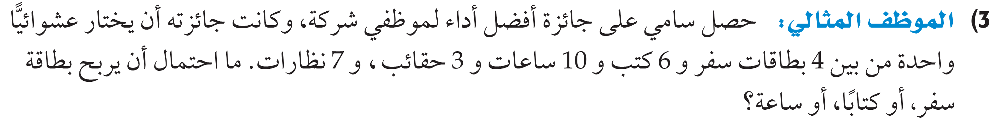 3) الموظف المثالي: حصل سامي على جائزة أفضل أداء لموظفي شركة، وكانت جائزته أن يختار عشوائيًّا
واحدة من بين 4 بطاقات سفر و 6 كتب و 10 ساعات و 3 حقائب، و 7 نظارات. ما احتمال أن يربح بطاقة
سفر، أو كتابًا، أو ساعة؟